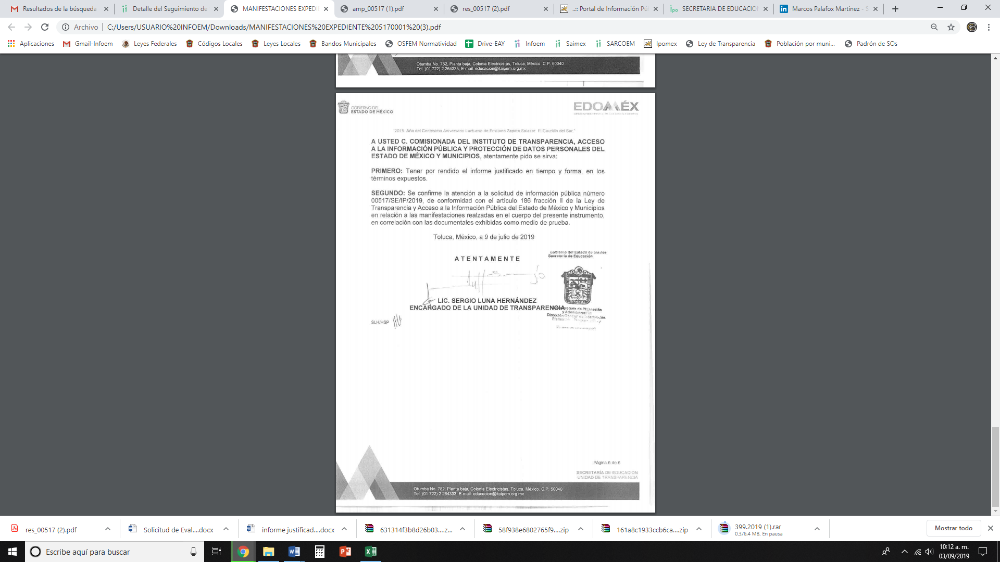 Resultados de la búsqueda
Detalle del Seguimiento de
MANIFESTACIONES EXPEDI
amp_00517 (1).pdf
res_00517 (2).pdf
..:: Portal de Información Pú
SECRETARIA DE EDUCACION
Marcos Palafox Martinez - S
Archivo
C:/Users/USUARIO%20INFOEM/Downloads/MANIFESTACIONES%20EXPEDIENTE%205170001%20(3).pdf
Aplicaciones
Gmail-Infoem
Leyes Federales
Códigos Locales
Leyes Locales
Bandos Municipales
OSFEM Normatividad
Drive-EAY
Infoem
Saimex
SARCOEM
Ipomex
Ley de Transparencia
Población por muni...
Padrón de SOs
Otumba No. 782, Planta baja, Colonia Electricistas, Toluca, México. C.P. 50040
Tel. (01 722) 2 264333, E-mail: educacion@itaipem.org.mx
GOBIERNO DEL
ESTADO DE MÉXICO
EDOMÉX
"2019. Año del Centésimo Aniversario Luctuoso de Emiliano Zapata Salazar. El Caudillo del Sur."
A USTED C. COMISIONADA DEL INSTITUTO DE TRANSPARENCIA, ACCESO
A LA INFORMACIÓN PÚBLICA Y PROTECCIÓN DE DATOS PERSONALES DEL
ESTADO DE MÉXICO Y MUNICIPIOS, atentamente pido se sirva:
PRIMERO: Tener por rendido el informe justificado en tiempo y forma, en los
términos expuestos.
SEGUNDO: Se confirme la atención a la solicitud de información pública número
00517/SE/IP/2019, de conformidad con el artículo 186 fracción II de la Ley de
Transparencia y Acceso a la Información Pública del Estado de México y Municipios
en relación a las manifestaciones realzadas en el cuerpo del presente instrumento,
en correlación con las documentales exhibidas como medio de prueba.
Toluca, México, a 9 de julio de 2019
Gobierno del Estado de México
Secretaría de Educación
A T E N T A M E N T E
LIC. SERGIO LUNA HERNÁNDEZ
ENCARGADO DE LA UNIDAD DE TRANSPARENCIA
de Planeación
y Administración
Dirección General de Información
SLH/HSP
Página 6 de 6
SECRETARÍA DE EDUCACIÓN
UNIDAD DE TRANSPARENCIA
Otumba No. 782, Planta baja, Colonia Electricistas, Toluca, México. C.P. 50040
Tel. (01 722) 2 264333, E-mail: educacion@itaipem.org.mx
res_00517 (2).pdf
Solicitud de Eval....docx
informe justificad....docx
631314f3b8d26b03....z...
58f938e6802765f9....zip
161a8c1933ccb6ca....zip
399.2019 (1).rar
0,3/6,4 MB, En pausa
Mostrar todo
Escribe aquí para buscar
10:12 a. m.
03/09/2019